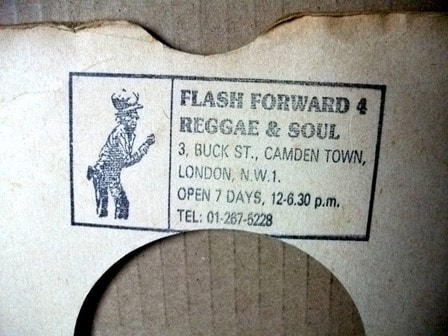 FLASH FORWARD 4
REGGAE & SOUL
3, BUCK ST., CAMDEN TOWN,
LONDON, N.W.1.
OPEN 7 DAYS, 12-6.30 p.m.
TEL: 01-267-5228